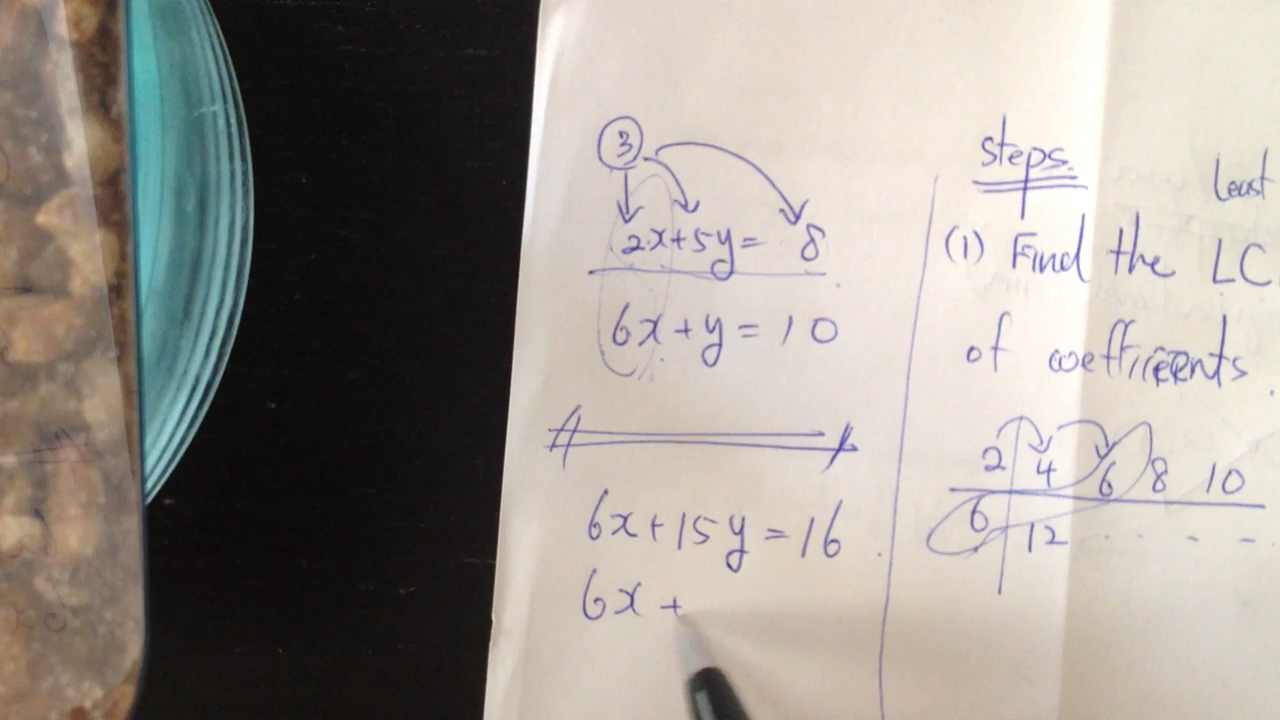 3
2x+5y= 8
6x+y=10
6x+15y=16
6x +
steps.
Least
(1) Find the LC
of coefficients.
2 4 6 8 10
6 12 . . - - -